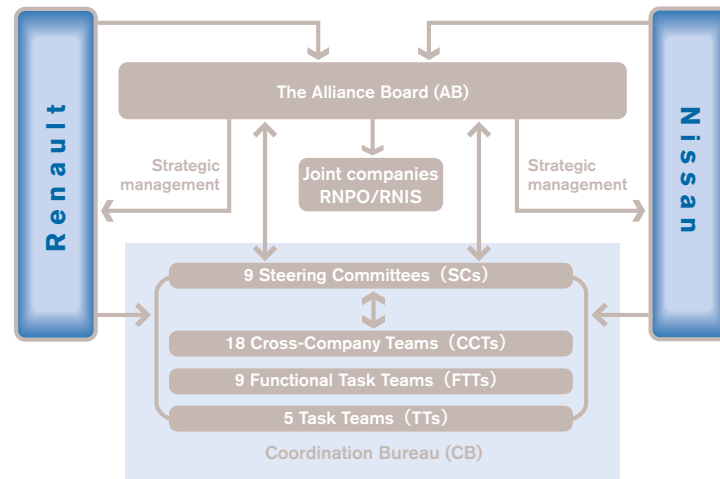 Renault
Nissan
The Alliance Board (AB)
Strategic
management
Joint companies
RNPO/RNIS
Strategic
management
9 Steering Committees (SCs)
18 Cross-Company Teams (CCTs)
9 Functional Task Teams (FTTs)
5 Task Teams (TTs)
Coordination Bureau (CB)